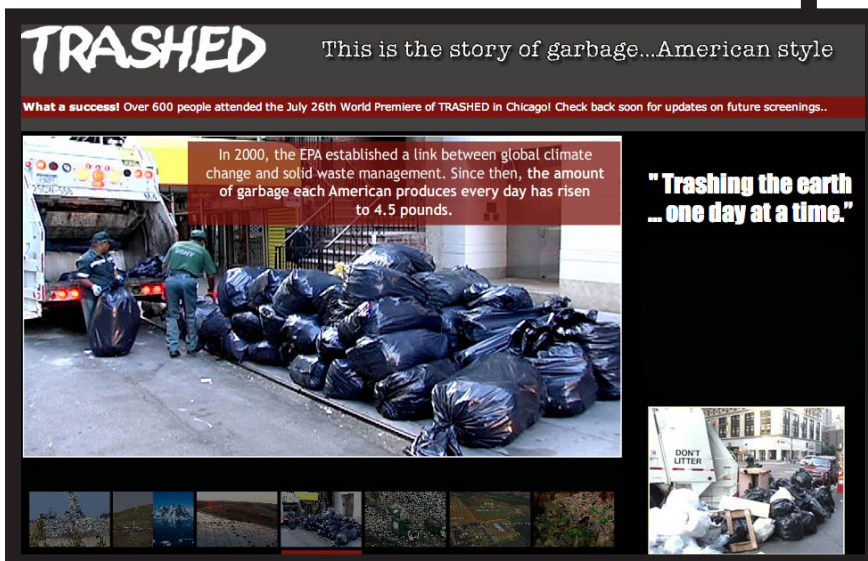 TRASHED
This is the story of garbage...American style
What a success! Over 600 people attended the July 26th World Premiere of TRASHED in Chicago! Check back soon for updates on future screenings..
In 2000, the EPA established a link between global climate
change and solid waste management. Since then, the amount
of garbage each American produces every day has risen
to 4.5 pounds.
" Trashing the earth
... one day at a time."
DON'T
LITTER